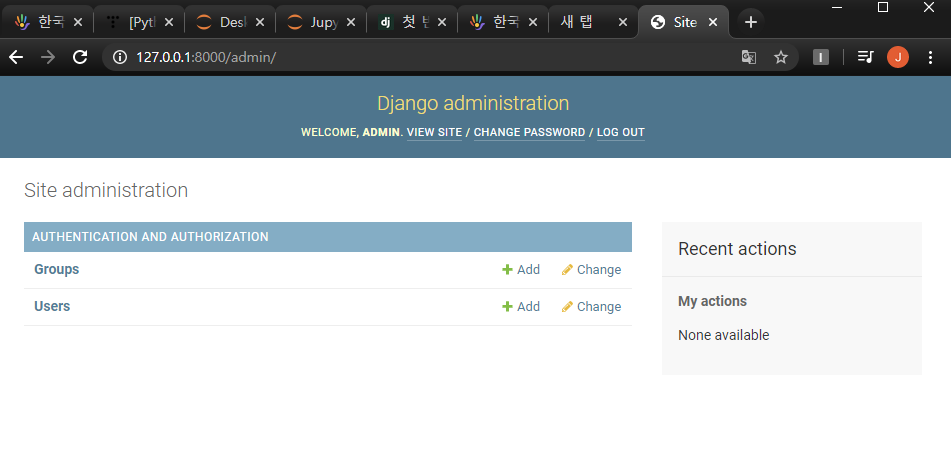 한국
[Pytl
Desl
Jupy
첫 번
한국
새 탭
Site
127.0.0.1:8000/admin/
J
Django administration
WELCOME, ADMIN. VIEW SITE / CHANGE PASSWORD / LOG OUT
Site administration
AUTHENTICATION AND AUTHORIZATION
Groups Add Change
Users Add Change
Recent actions
My actions
None available